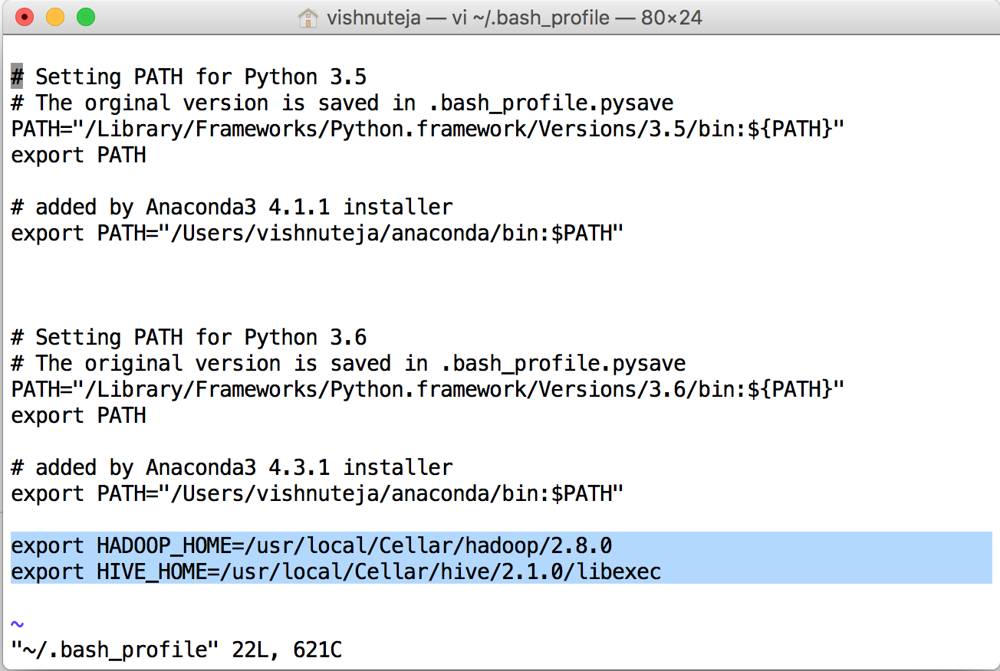 vishnuteja — vi ~/.bash_profile — 80×24
# Setting PATH for Python 3.5
# The orginal version is saved in .bash_profile.pysave
PATH="/Library/Frameworks/Python.framework/Versions/3.5/bin:${PATH}"
export PATH
# added by Anaconda3 4.1.1 installer
export PATH="/Users/vishnuteja/anaconda/bin:$PATH"
# Setting PATH for Python 3.6
# The original version is saved in .bash_profile.pysave
PATH="/Library/Frameworks/Python.framework/Versions/3.6/bin:${PATH}"
export PATH
# added by Anaconda3 4.3.1 installer
export PATH="/Users/vishnuteja/anaconda/bin:$PATH"
export HADOOP_HOME=/usr/local/Cellar/hadoop/2.8.0
export HIVE_HOME=/usr/local/Cellar/hive/2.1.0/libexec
~
"~/.bash_profile" 22L, 621C